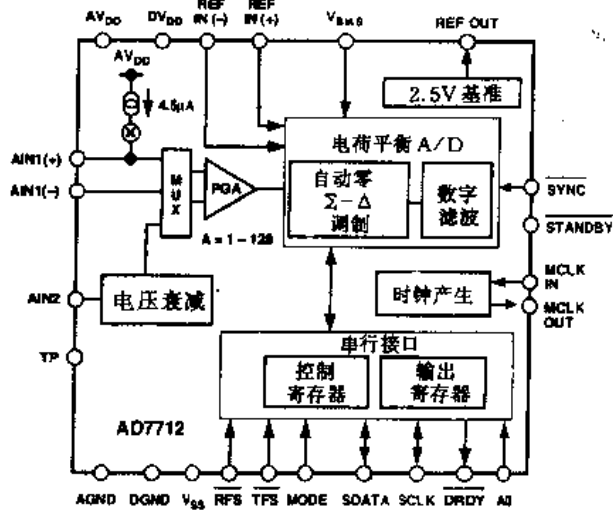 AVDD DVDD REF IN(−) REF IN(+) VBIAS REF OUT
AVDD
4.5μA
2.5V 基准
电荷平衡 A/D
AIN1(+)
AIN1(−)
MUX
PGA
自动零
Σ−Δ
调制
数字
滤波
SYNC
A = 1 − 128
STANDBY
AIN2
电压衰减
时钟产生
MCLK
IN
MCLK
OUT
TP
串行接口
控制
寄存器
输出
寄存器
AD7712
AGND DGND VSS RFS TFS MODE SDATA SCLK DRDY A0